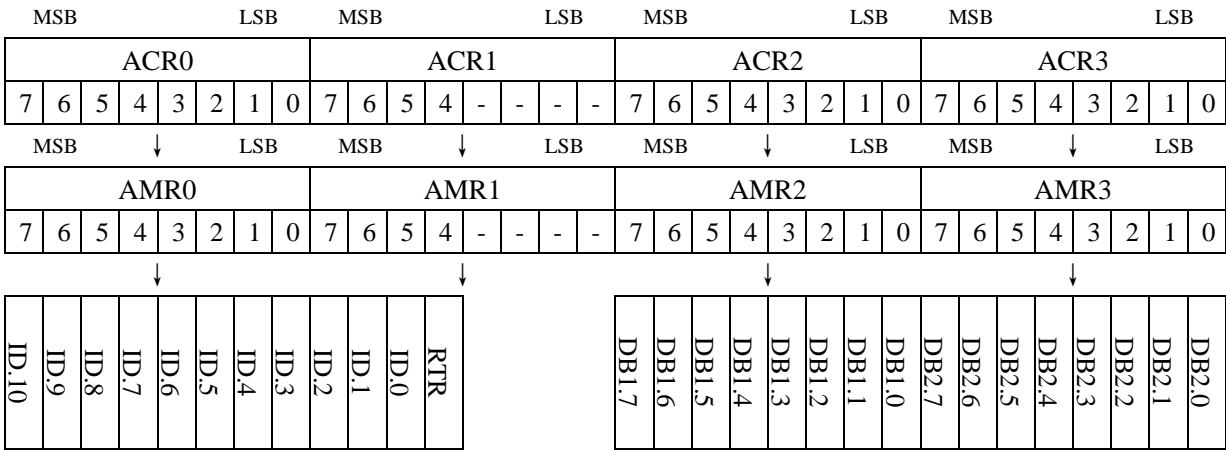 MSB LSB MSB LSB MSB LSB MSB LSB
ACR0 ACR1 ACR2 ACR3
7 6 5 4 3 2 1 0 7 6 5 4 - - - - 7 6 5 4 3 2 1 0 7 6 5 4 3 2 1 0
MSB ↓ LSB MSB ↓ LSB MSB ↓ LSB MSB ↓ LSB
AMR0 AMR1 AMR2 AMR3
7 6 5 4 3 2 1 0 7 6 5 4 - - - - 7 6 5 4 3 2 1 0 7 6 5 4 3 2 1 0
↓ ↓ ↓ ↓
ID.10 ID.9 ID.8 ID.7 ID.6 ID.5 ID.4 ID.3 ID.2 ID.1 ID.0 RTR DB1.7 DB1.6 DB1.5 DB1.4 DB1.3 DB1.2 DB1.1 DB1.0 DB2.7 DB2.6 DB2.5 DB2.4 DB2.3 DB2.2 DB2.1 DB2.0